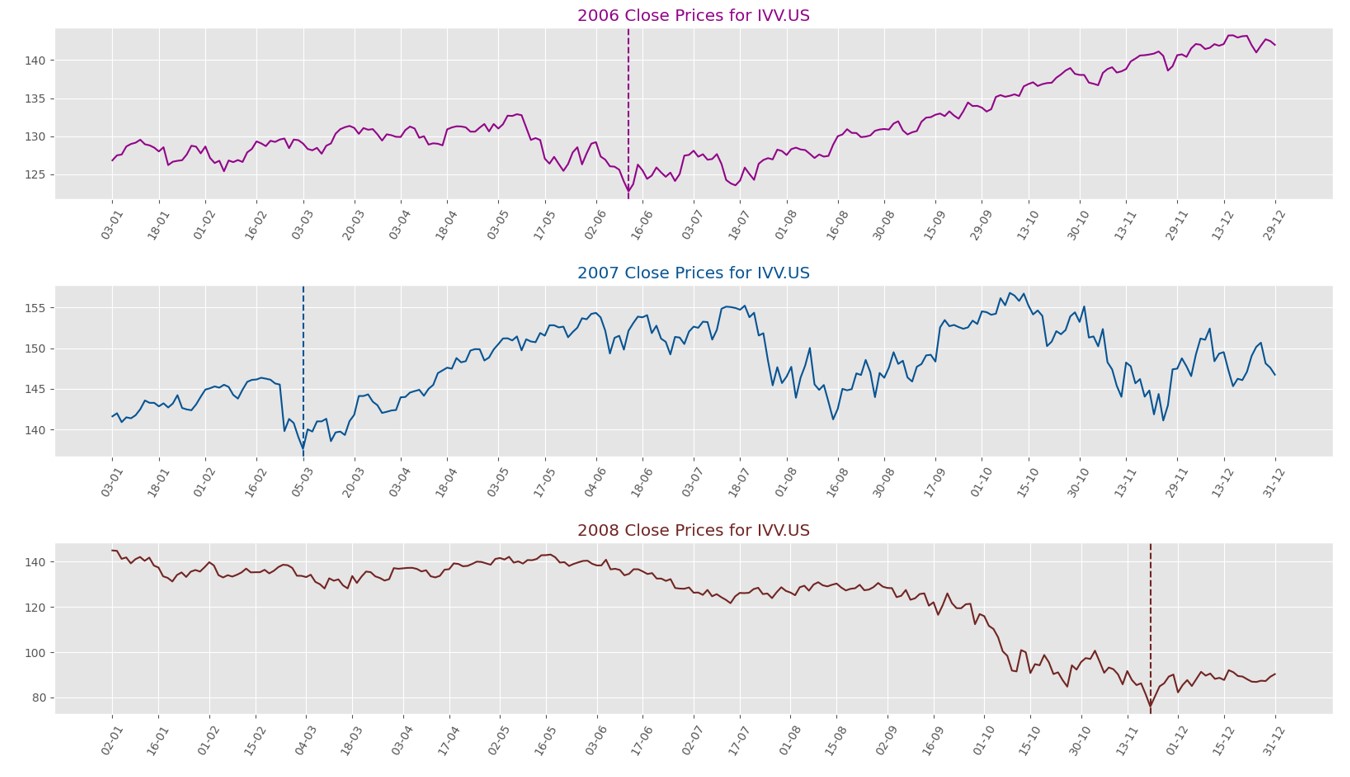 2006 Close Prices for IVV.US
140
135
130
125
03-01 18-01 01-02 16-02 03-03 20-03 03-04 18-04 03-05 17-05 02-06 16-06 03-07 18-07 01-08 16-08 30-08 15-09 29-09 13-10 30-10 13-11 29-11 13-12 29-12
2007 Close Prices for IVV.US
155
150
145
140
03-01 18-01 01-02 16-02 05-03 20-03 03-04 18-04 03-05 17-05 04-06 18-06 03-07 18-07 01-08 16-08 30-08 17-09 01-10 15-10 30-10 13-11 29-11 13-12 31-12
2008 Close Prices for IVV.US
140
120
100
80
02-01 16-01 01-02 15-02 04-03 18-03 03-04 17-04 02-05 16-05 03-06 17-06 02-07 17-07 01-08 15-08 02-09 16-09 01-10 15-10 30-10 13-11 01-12 15-12 31-12